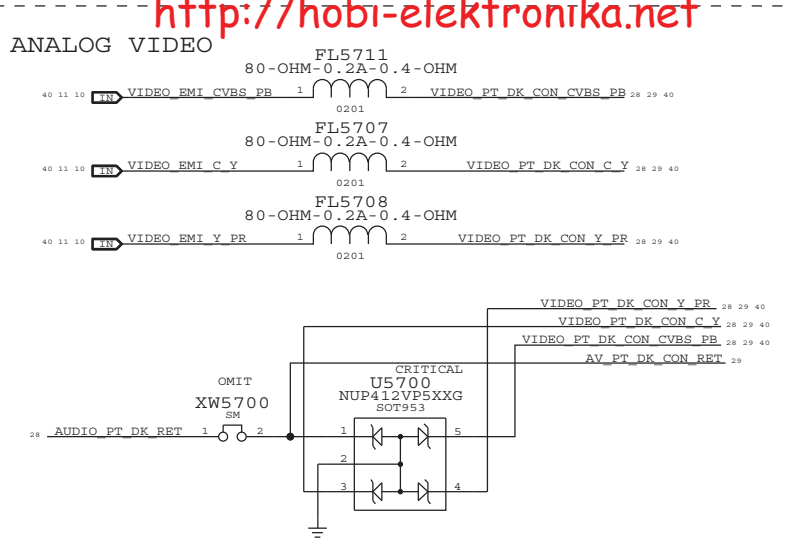 http://hobi-elektronika.net
ANALOG VIDEO
FL5711
80-OHM-0.2A-0.4-OHM
40 11 10 IN VIDEO_EMI_CVBS_PB 1 2 VIDEO_PT_DK_CON_CVBS_PB 28 29 40
0201
FL5707
80-OHM-0.2A-0.4-OHM
40 11 10 IN VIDEO_EMI_C_Y 1 2 VIDEO_PT_DK_CON_C_Y 28 29 40
0201
FL5708
80-OHM-0.2A-0.4-OHM
40 11 10 IN VIDEO_EMI_Y_PR 1 2 VIDEO_PT_DK_CON_Y_PR 28 29 40
0201
VIDEO_PT_DK_CON_Y_PR 28 29 40
VIDEO_PT_DK_CON_C_Y 28 29 40
VIDEO_PT_DK_CON_CVBS_PB 28 29 40
AV_PT_DK_CON_RET 29
CRITICAL
U5700
NUP412VP5XXG
SOT953
OMIT
XW5700
SM
28 AUDIO_PT_DK_RET 1 2
1 5
2
3 4